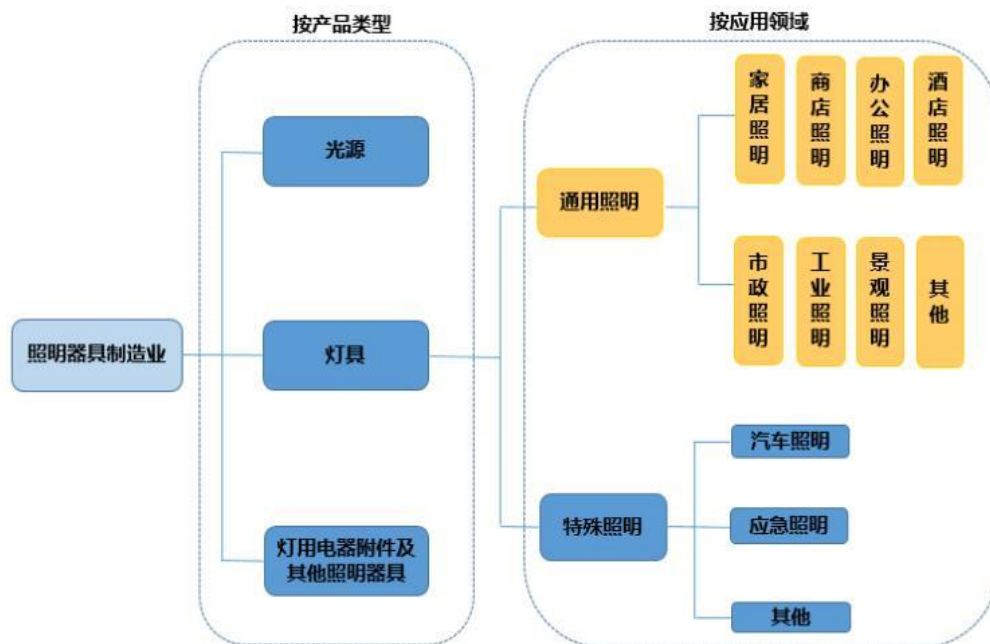 按产品类型
按应用领域
照明器具制造业
光源
灯具
灯用电器附件及
其他照明器具
通用照明
家居照明
商店照明
办公照明
酒店照明
市政照明
工业照明
景观照明
其他
特殊照明
汽车照明
应急照明
其他